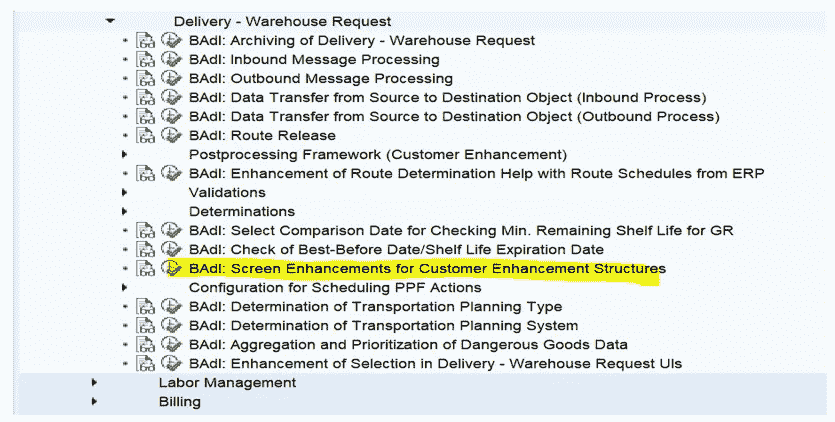 Delivery - Warehouse Request
BAdI: Archiving of Delivery - Warehouse Request
BAdI: Inbound Message Processing
BAdI: Outbound Message Processing
BAdI: Data Transfer from Source to Destination Object (Inbound Process)
BAdI: Data Transfer from Source to Destination Object (Outbound Process)
BAdI: Route Release
Postprocessing Framework (Customer Enhancement)
BAdI: Enhancement of Route Determination Help with Route Schedules from ERP
Validations
Determinations
BAdI: Select Comparison Date for Checking Min. Remaining Shelf Life for GR
BAdI: Check of Best-Before Date/Shelf Life Expiration Date
BAdI: Screen Enhancements for Customer Enhancement Structures
Configuration for Scheduling PPF Actions
BAdI: Determination of Transportation Planning Type
BAdI: Determination of Transportation Planning System
BAdI: Aggregation and Prioritization of Dangerous Goods Data
BAdI: Enhancement of Selection in Delivery - Warehouse Request UIs
Labor Management
Billing